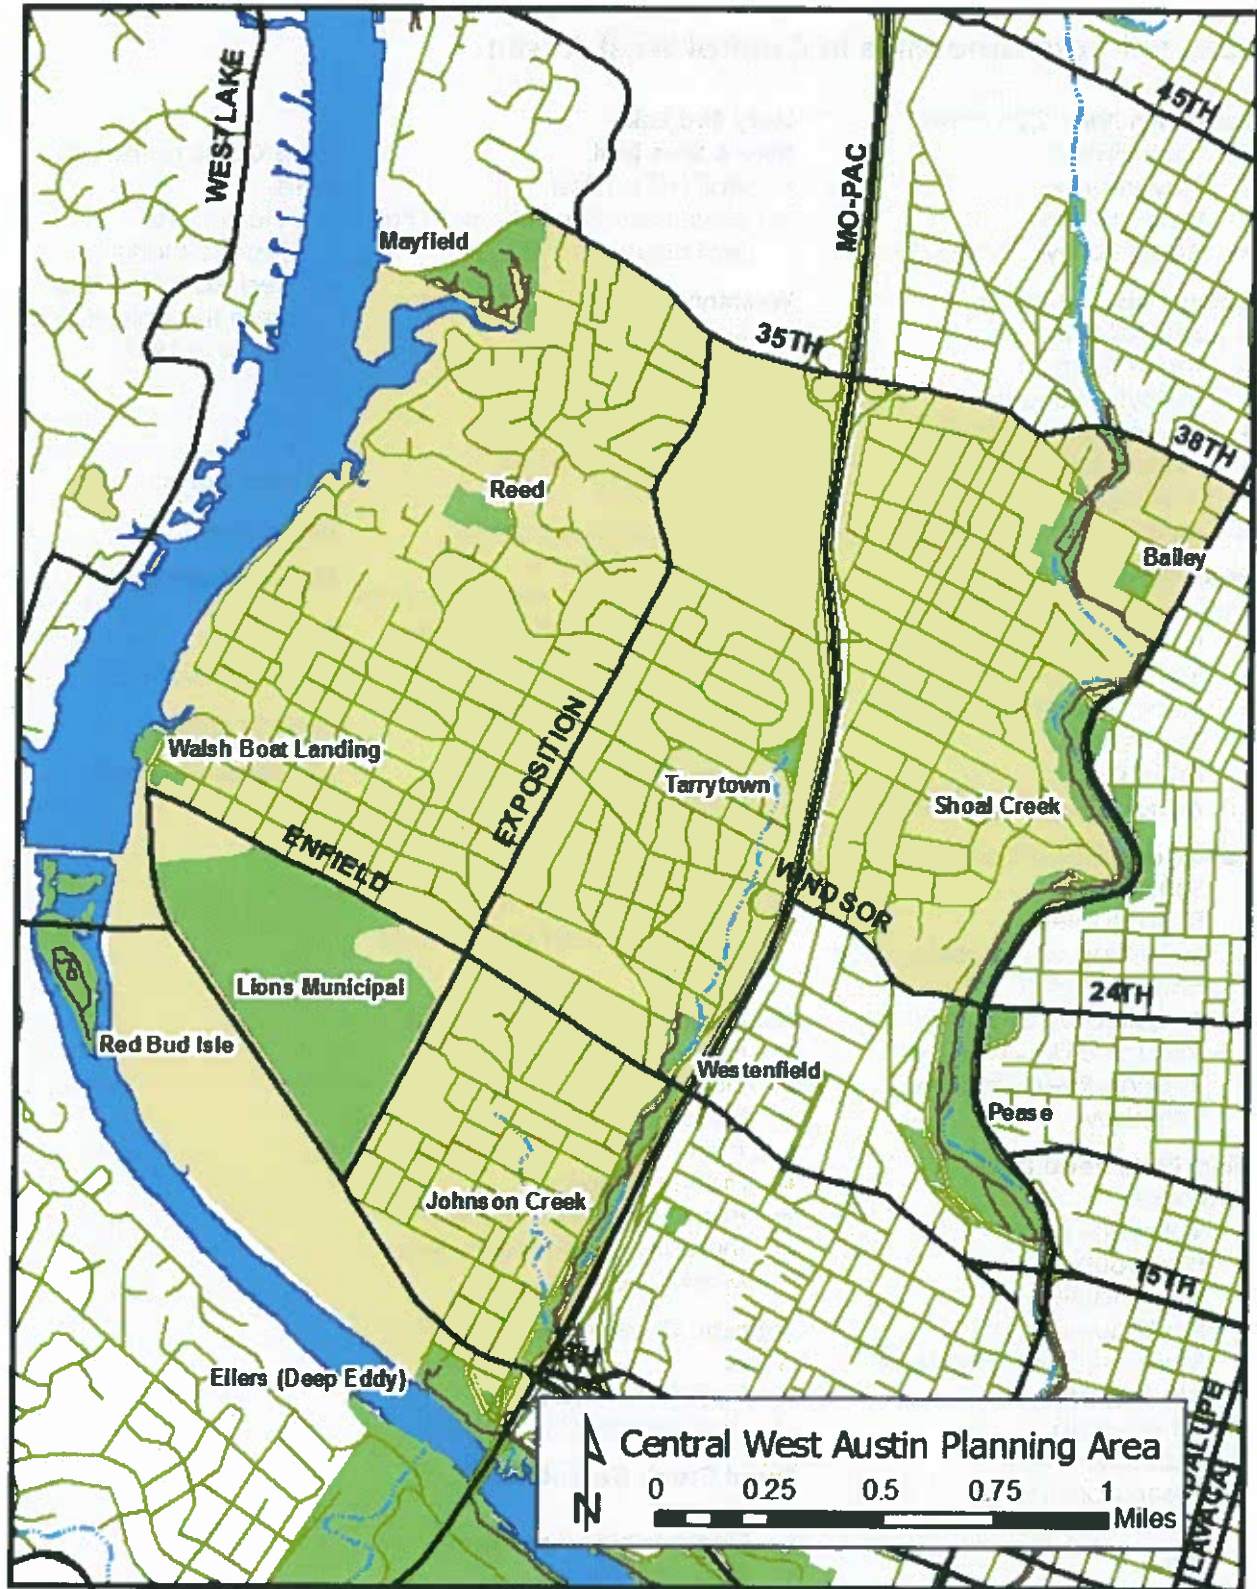 45TH
WESTLAKE
MO-PAC
Mayfield
35TH
38TH
Reed
Bailey
EXPOSITION
Walsh Boat Landing
Tarrytown
Shoal Creek
ENFIELD
WINDSOR
Lions Municipal
24TH
Red Bud Isle
Westenfield
Pease
Johnson Creek
15TH
Eilers (Deep Eddy)
GUADALUPE
LAVACA
N
Central West Austin Planning Area
0 0.25 0.5 0.75
Miles